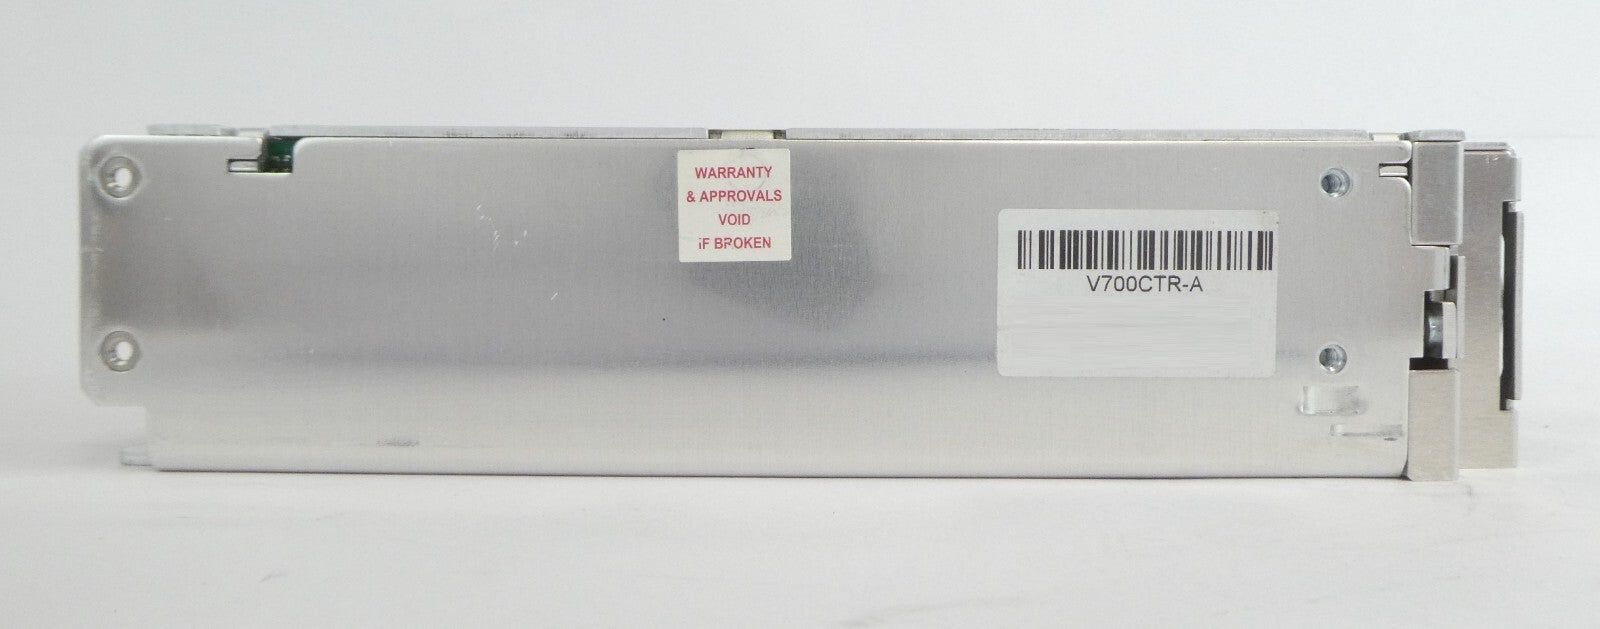 WARRANTY
& APPROVALS
VOID
iF BROKEN
V700CTR-A